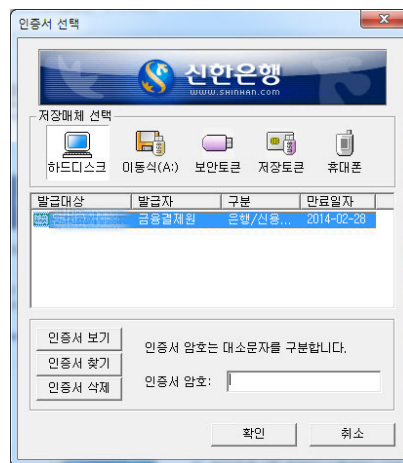 인증서 선택
신한은행
www.SHINHAN.com
저장매체 선택
하드디스크 이동식(A:) 보안토큰 저장토큰 휴대폰
발급대상 발급자 구분 만료일자
금융결제원 은행/신용... 2014-02-28
인증서 보기
인증서 암호는 대소문자를 구분합니다.
인증서 찾기
인증서 암호:
인증서 삭제
확인 취소